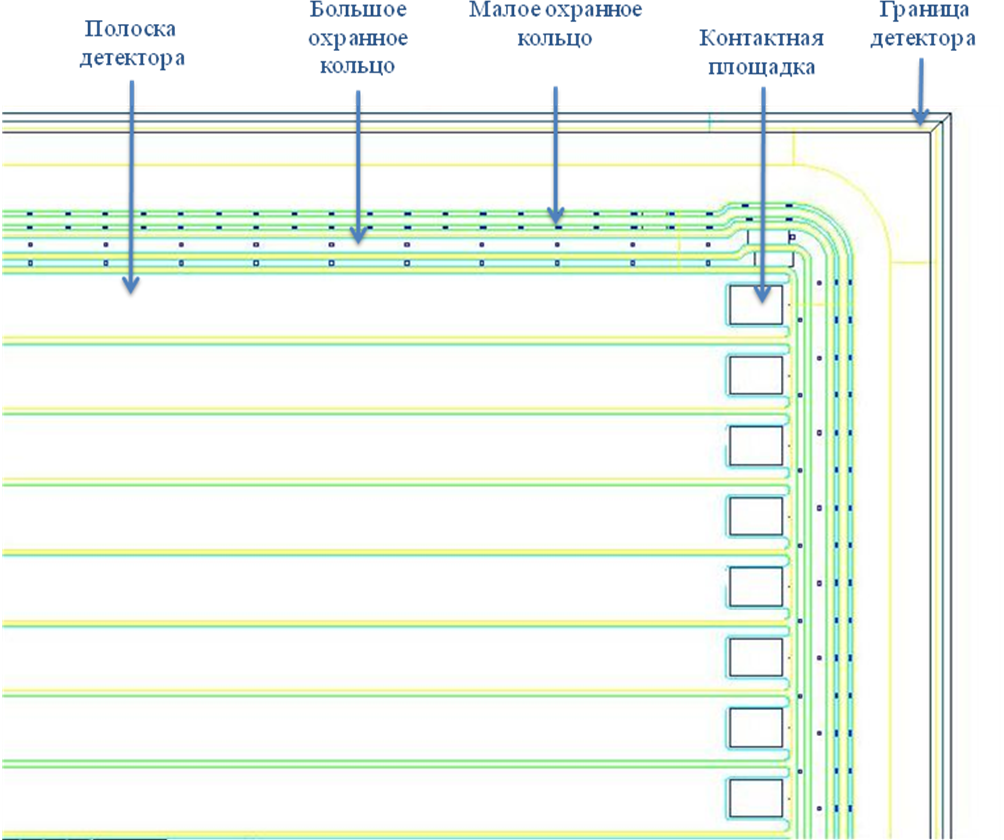 Полоска
детектора
Большое
охранное
кольцо
Малое охранное
кольцо
Контактная
площадка
Граница
детектора